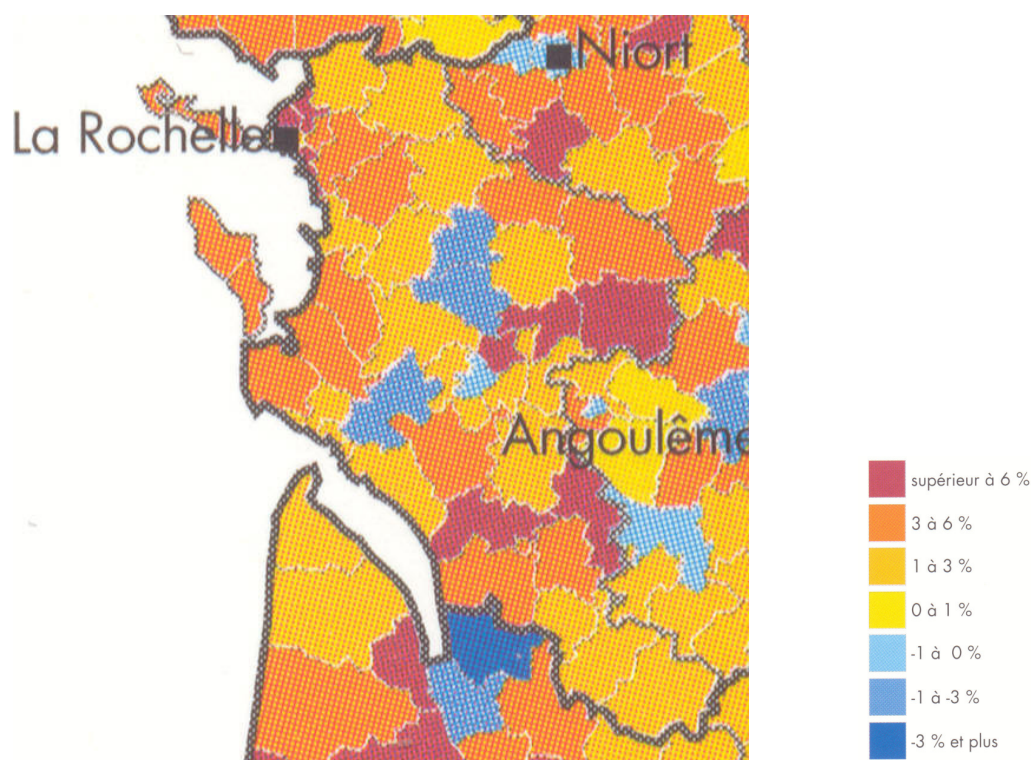 Niort
La Rochelle
Angoulême
supérieur à 6 %
3 à 6 %
1 à 3 %
0 à 1 %
-1 à 0 %
-1 à -3 %
-3 % et plus